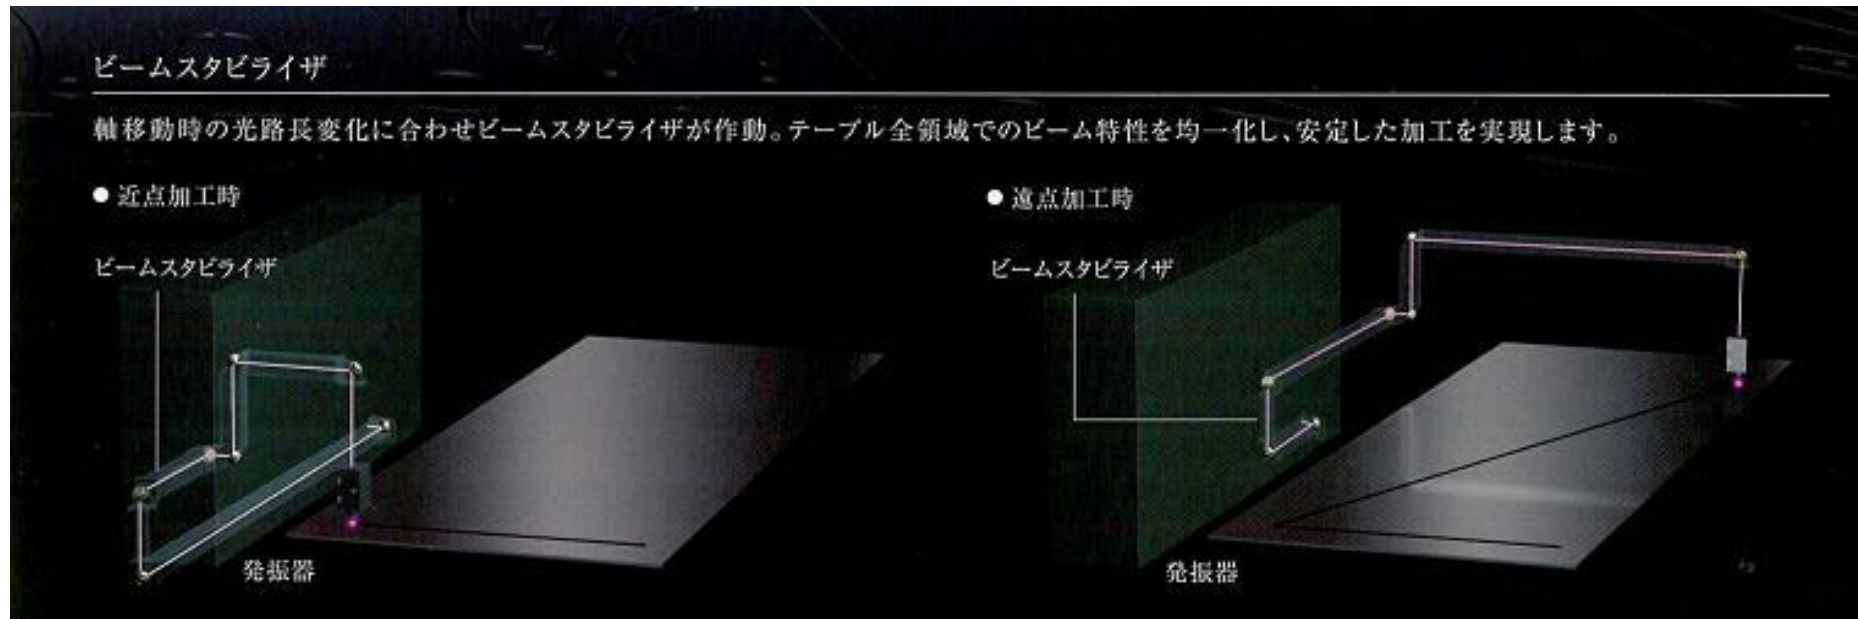 ビームスタビライザ
軸移動時の光路長変化に合わせビームスタビライザが作動。テーブル全領域でのビーム特性を均一化し、安定した加工を実現します。
● 近点加工時
ビームスタビライザ
発振器
● 遠点加工時
ビームスタビライザ
発振器